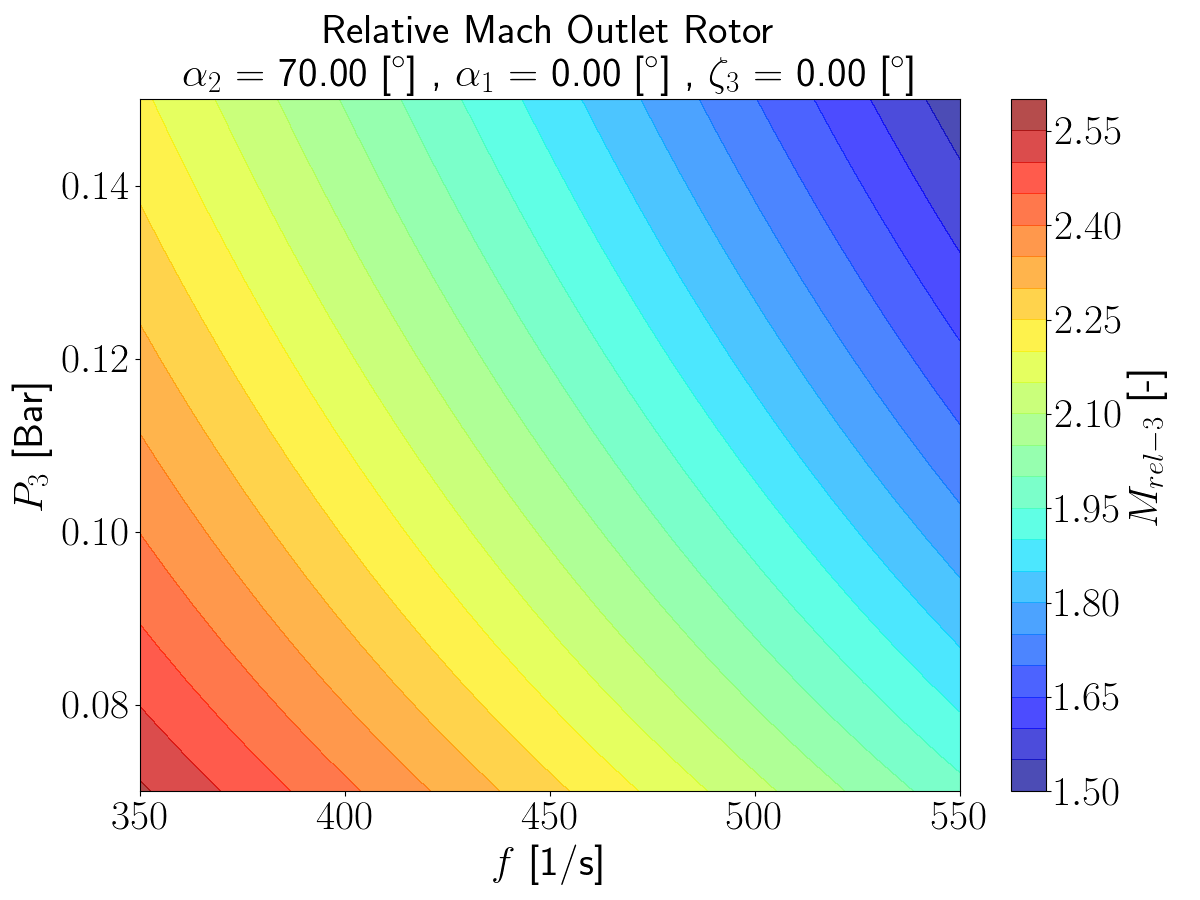 Relative Mach Outlet Rotor
α₂ = 70.00 [°] , α₁ = 0.00 [°] , ζ₃ = 0.00 [°]
P₃ [Bar]
0.14
0.12
0.10
0.08
350 400 450 500 550
f [1/s]
2.55
2.40
2.25
2.10
1.95
1.80
1.65
1.50
M_{rel−3} [-]